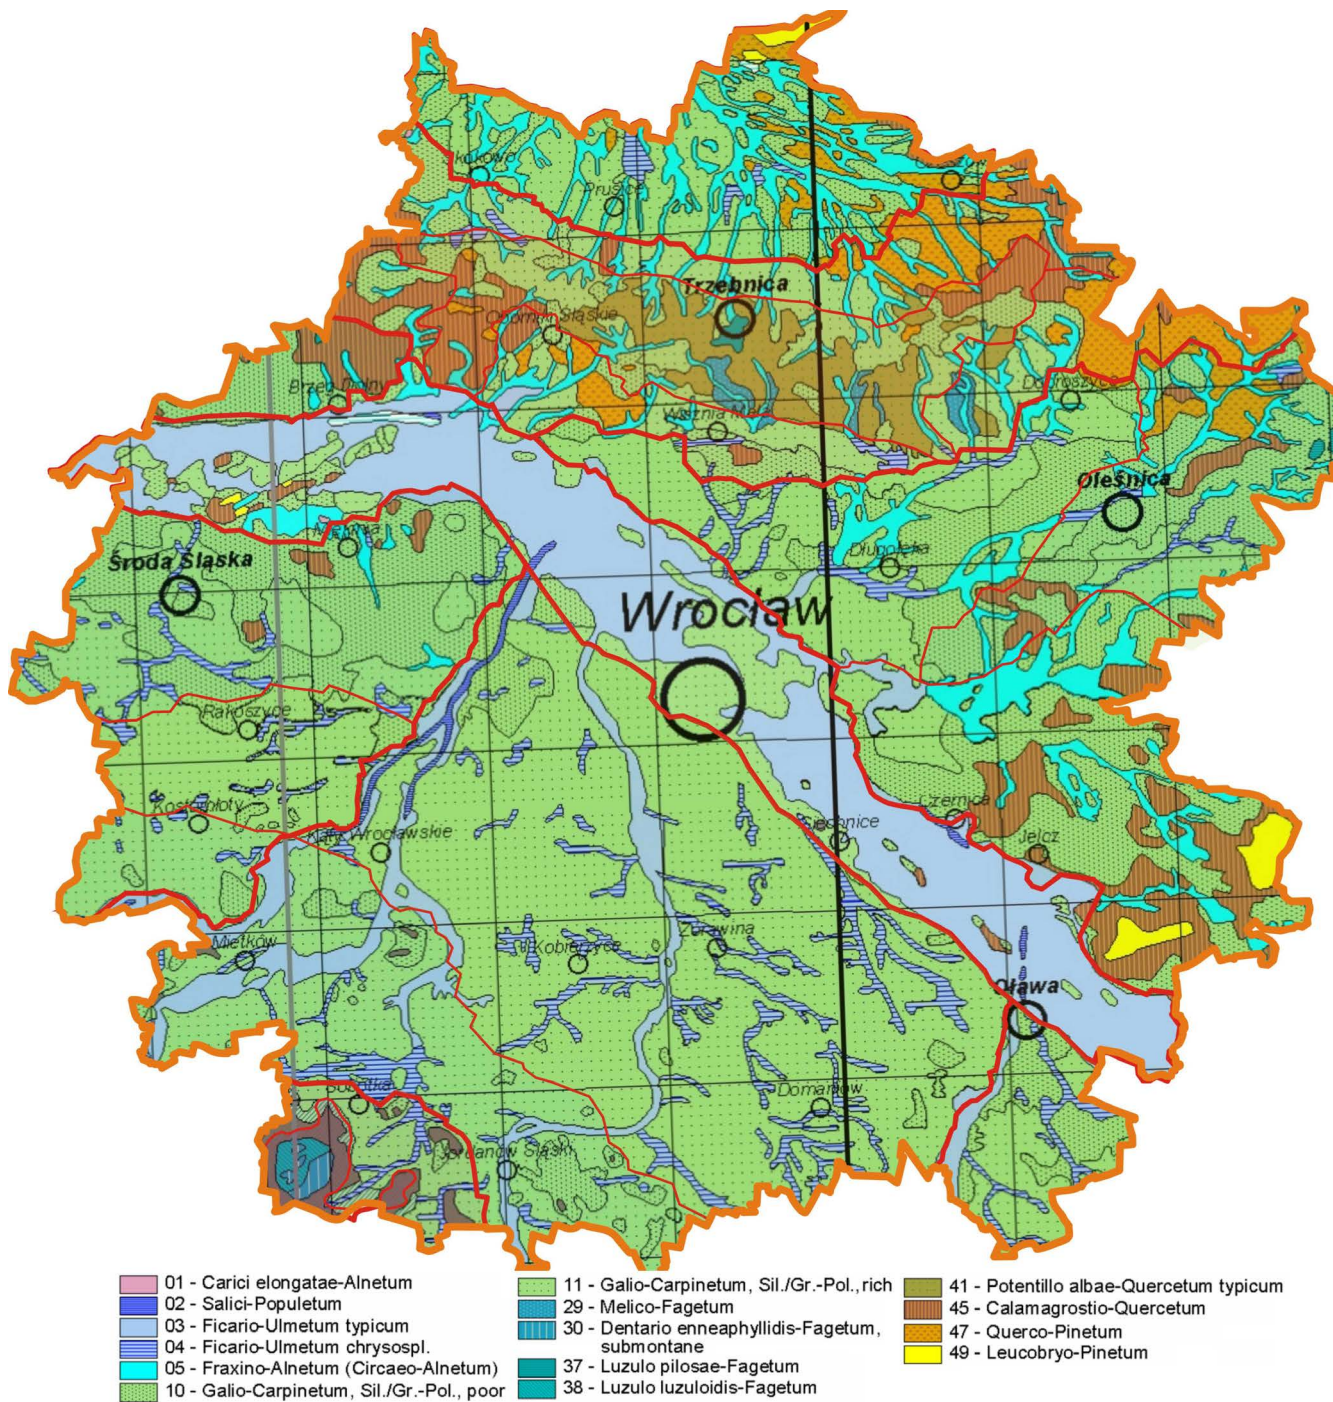 Prusice
Trzebnica
Oborniki Śląskie
Brzeg Dolny
Dobroszyce
Wisznia Mała
Oleśnica
Miękinia
Długołęka
Środa Śląska
Wrocław
Rakoszyce
Kostomłoty
Czernica
Siechnice
Jelcz
Kąty Wrocławskie
Żórawina
Mietków
Kobierzyce
Oława
Sobótka
Domaniów
Jordanów Śląski
01 - Carici elongatae-Alnetum
02 - Salici-Populetum
03 - Ficario-Ulmetum typicum
04 - Ficario-Ulmetum chrysospl.
05 - Fraxino-Alnetum (Circaeo-Alnetum)
10 - Galio-Carpinetum, Sil./Gr.-Pol., poor
11 - Galio-Carpinetum, Sil./Gr.-Pol., rich
29 - Melico-Fagetum
30 - Dentario enneaphyllidis-Fagetum,
submontane
37 - Luzulo pilosae-Fagetum
38 - Luzulo luzuloidis-Fagetum
41 - Potentillo albae-Quercetum typicum
45 - Calamagrostio-Quercetum
47 - Querco-Pinetum
49 - Leucobryo-Pinetum